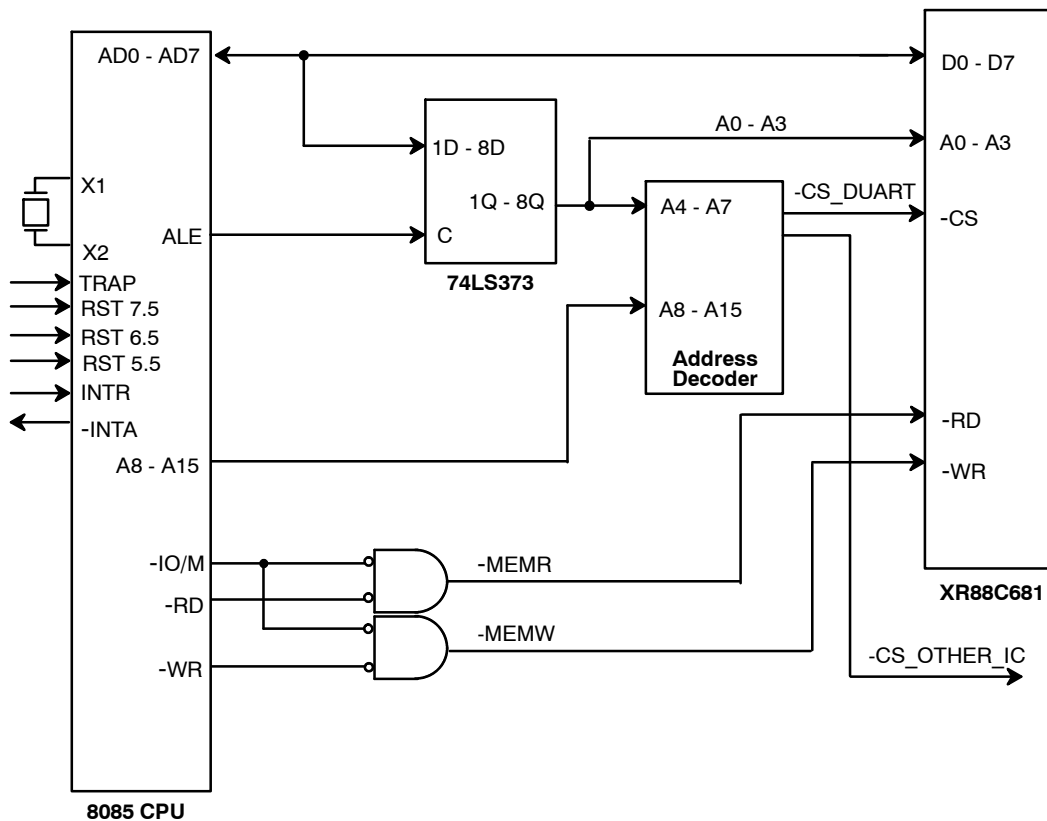 AD0 - AD7
D0 - D7
A0 - A3
1D - 8D
A0 - A3
X1
1Q - 8Q
A4 - A7
-CS_DUART
-CS
ALE
C
X2
74LS373
TRAP
RST 7.5
A8 - A15
RST 6.5
RST 5.5
Address
Decoder
INTR
-INTA
-RD
A8 - A15
-WR
-IO/M
-MEMR
XR88C681
-RD
-MEMW
-CS_OTHER_IC
-WR
8085 CPU